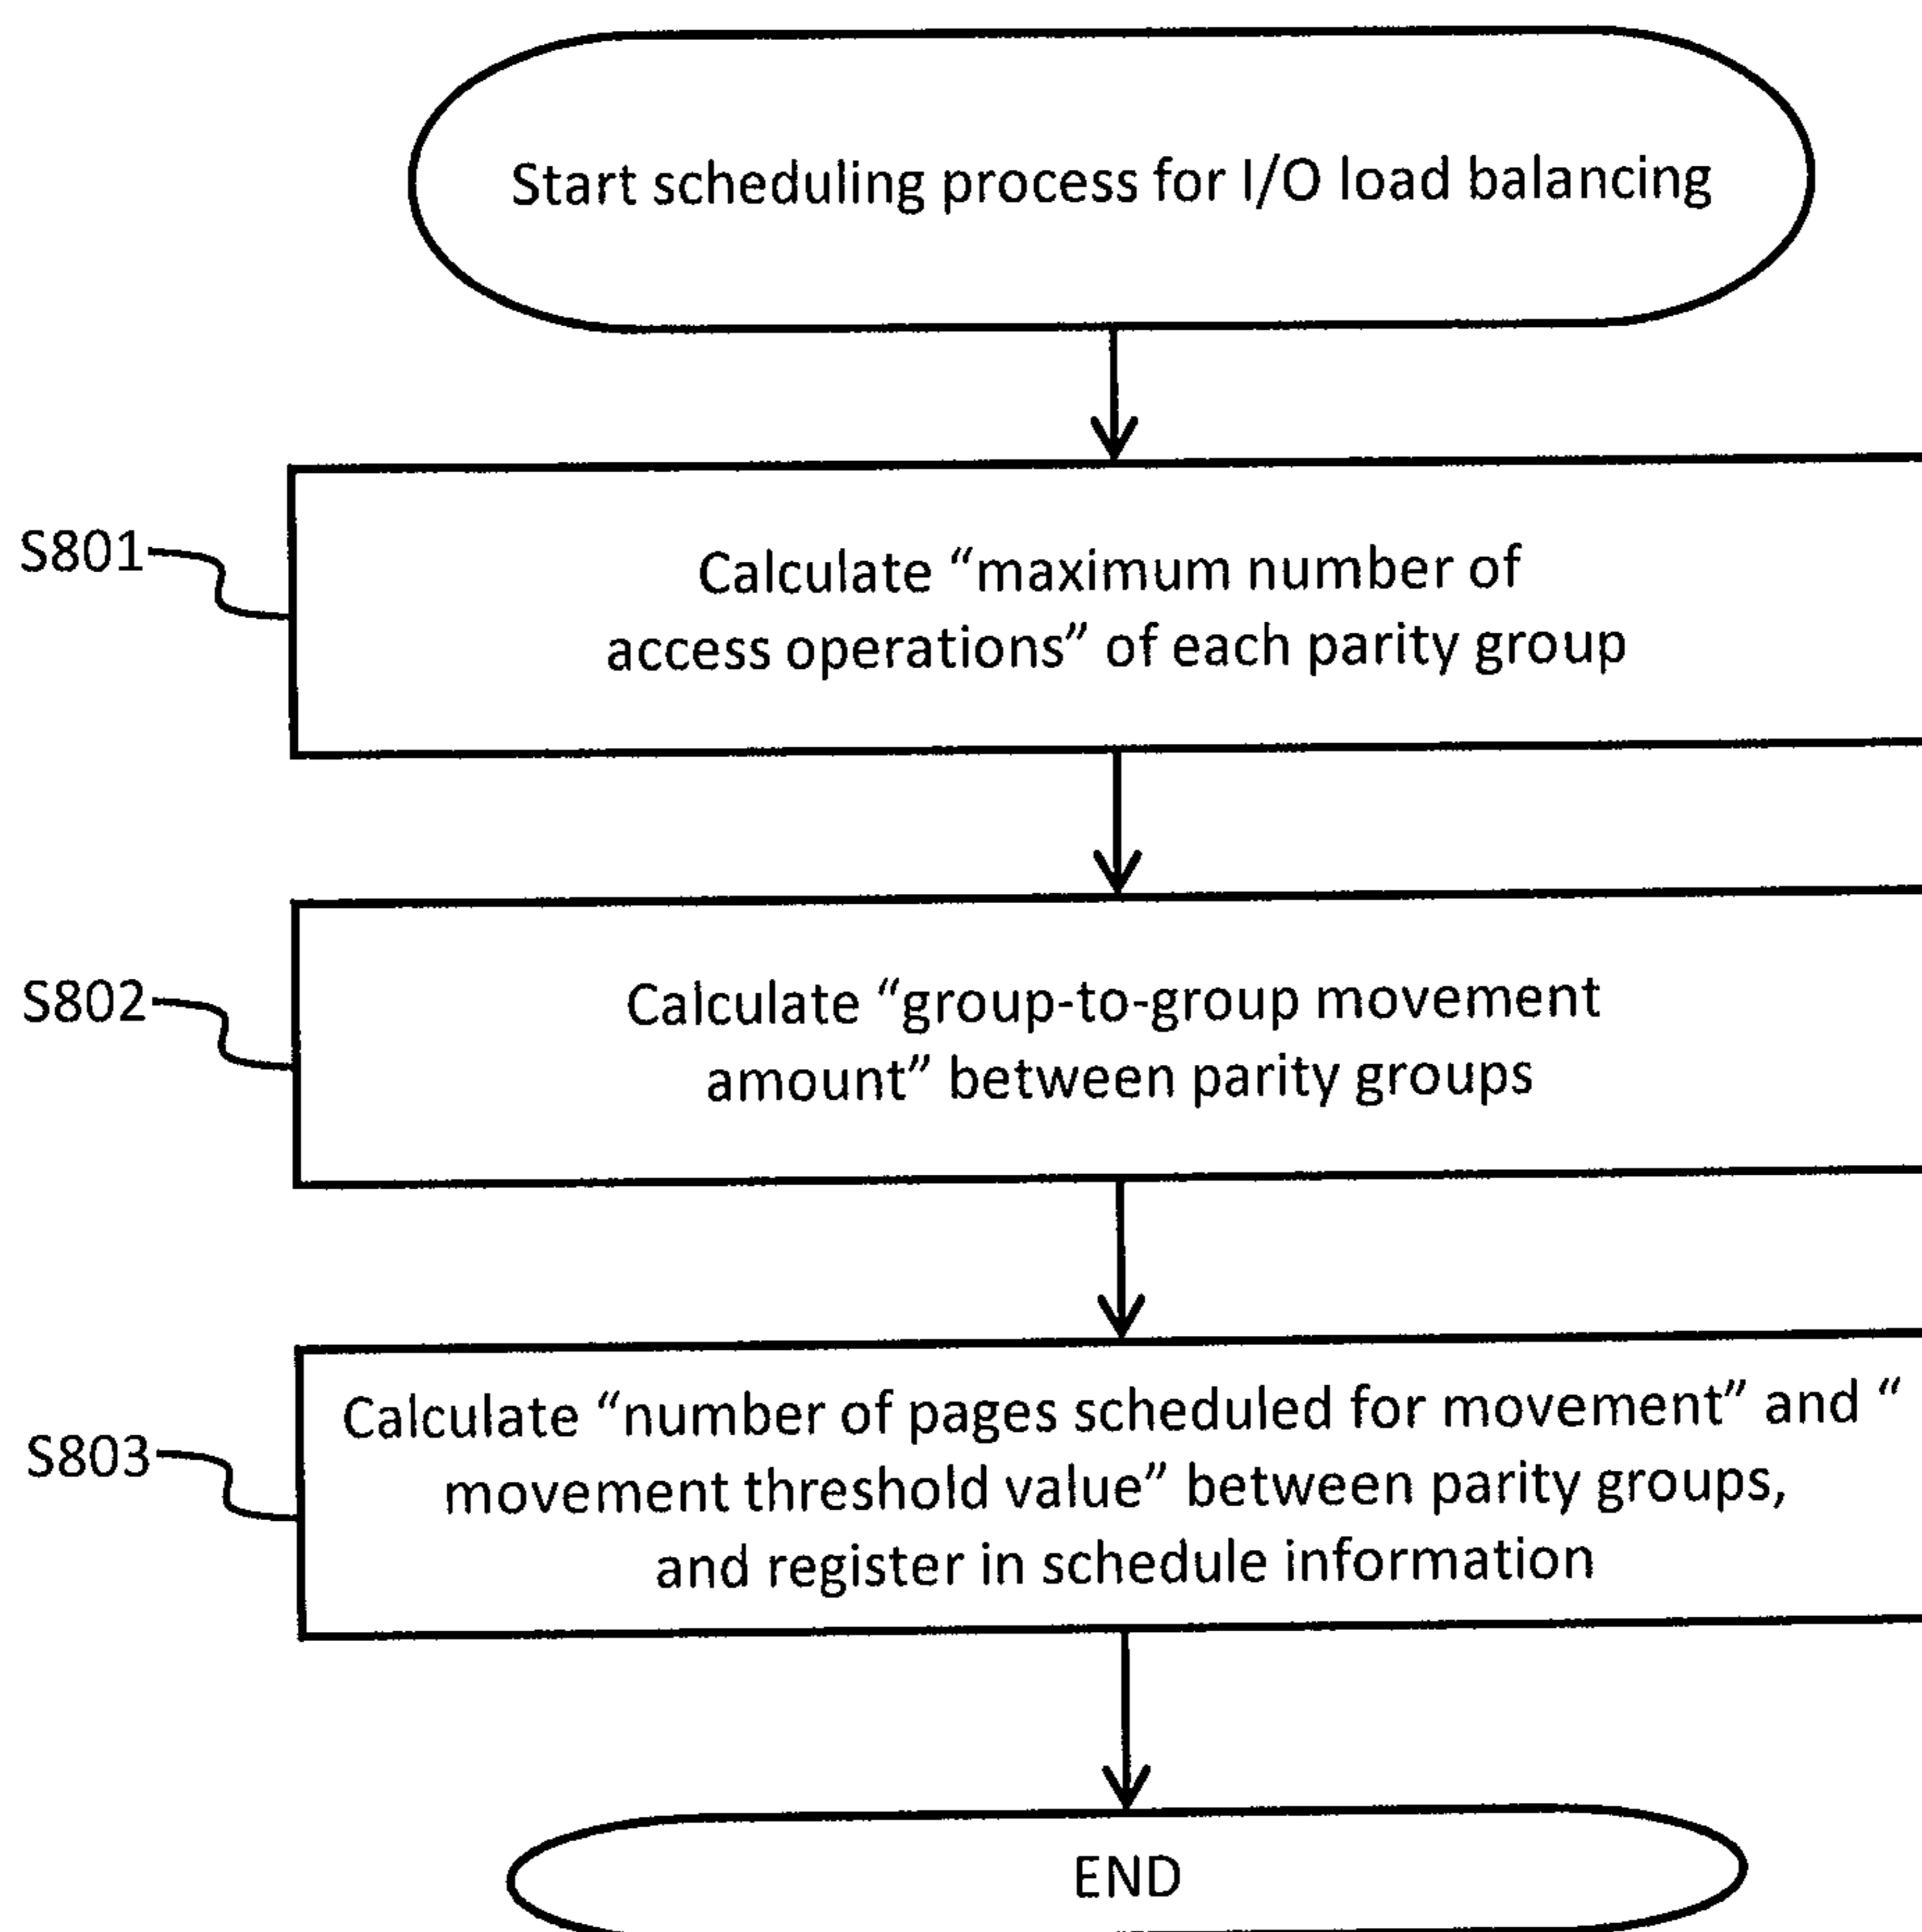 Start scheduling process for I/O load balancing
S801
Calculate “maximum number of
access operations” of each parity group
S802
Calculate “group-to-group movement
amount” between parity groups
S803
Calculate “number of pages scheduled for movement” and “
movement threshold value” between parity groups,
and register in schedule information
END